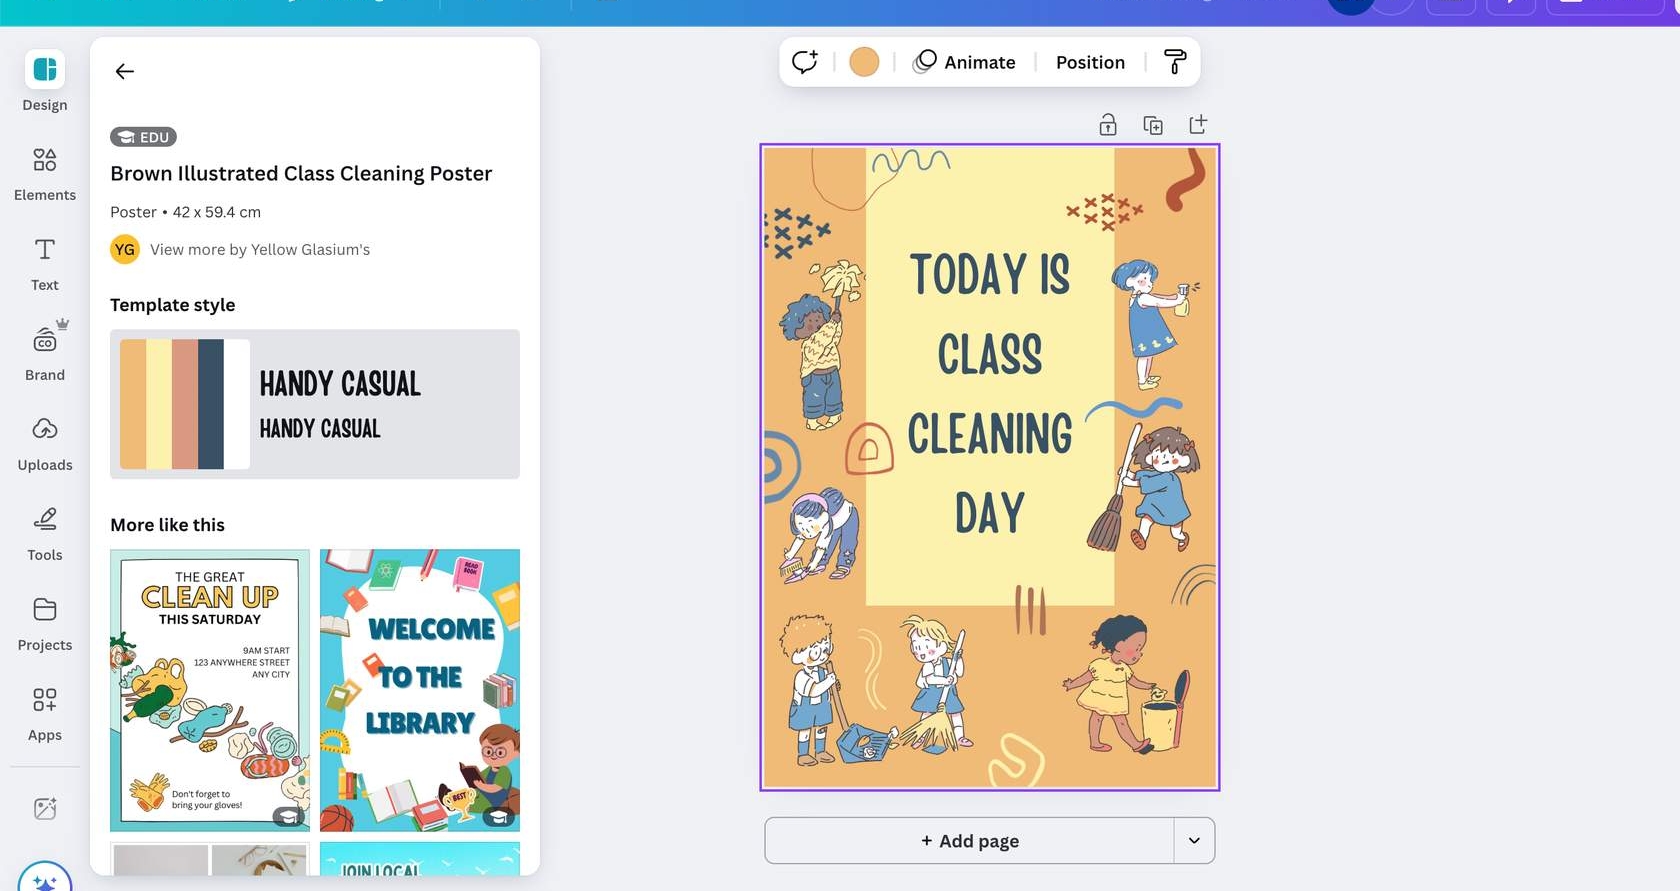 Design
Elements
Text
Brand
Uploads
Tools
Projects
Apps
EDU
Brown Illustrated Class Cleaning Poster
Poster • 42 x 59.4 cm
YG View more by Yellow Glasium's
Template style
HANDY CASUAL
HANDY CASUAL
More like this
THE GREAT
CLEAN UP
THIS SATURDAY
9AM START
123 ANYWHERE STREET
ANY CITY
Don't forget to
bring your gloves!
READ
BOOK
WELCOME
TO THE
LIBRARY
BEST
JOIN LOCAL
Animate
Position
TODAY IS
CLASS
CLEANING
DAY
+ Add page